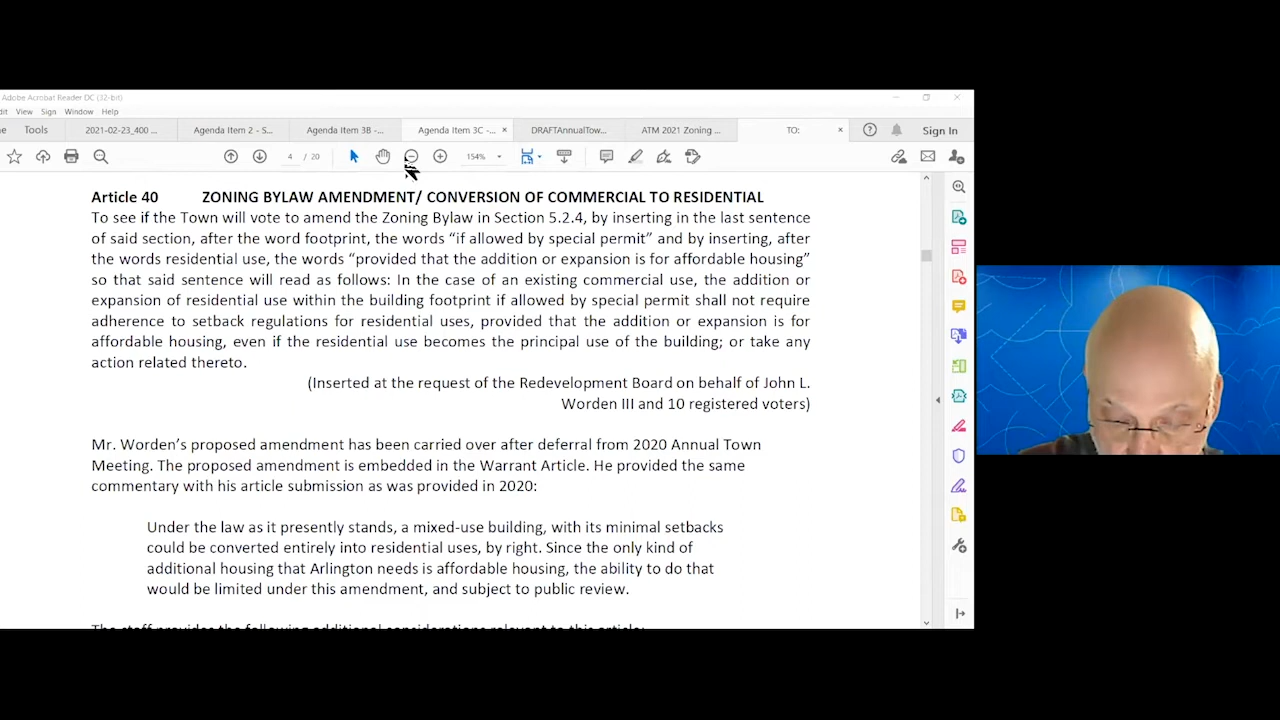 Adobe Acrobat Reader DC (32-bit)
dit View Sign Window Help
Tools 2021-02-23_400 ... Agenda Item 2 - S... Agenda Item 3B -... Agenda Item 3C -... × DRAFTAnnualTow... ATM 2021 Zoning ... TO: × Sign In
4 / 20 154%
Article 40 ZONING BYLAW AMENDMENT/ CONVERSION OF COMMERCIAL TO RESIDENTIAL
To see if the Town will vote to amend the Zoning Bylaw in Section 5.2.4, by inserting in the last sentence
of said section, after the word footprint, the words “if allowed by special permit” and by inserting, after
the words residential use, the words “provided that the addition or expansion is for affordable housing”
so that said sentence will read as follows: In the case of an existing commercial use, the addition or
expansion of residential use within the building footprint if allowed by special permit shall not require
adherence to setback regulations for residential uses, provided that the addition or expansion is for
affordable housing, even if the residential use becomes the principal use of the building; or take any
action related thereto.
(Inserted at the request of the Redevelopment Board on behalf of John L.
Worden III and 10 registered voters)
Mr. Worden’s proposed amendment has been carried over after deferral from 2020 Annual Town
Meeting. The proposed amendment is embedded in the Warrant Article. He provided the same
commentary with his article submission as was provided in 2020:
Under the law as it presently stands, a mixed-use building, with its minimal setbacks
could be converted entirely into residential uses, by right. Since the only kind of
additional housing that Arlington needs is affordable housing, the ability to do that
would be limited under this amendment, and subject to public review.
The staff provides the following additional considerations relevant to this article: